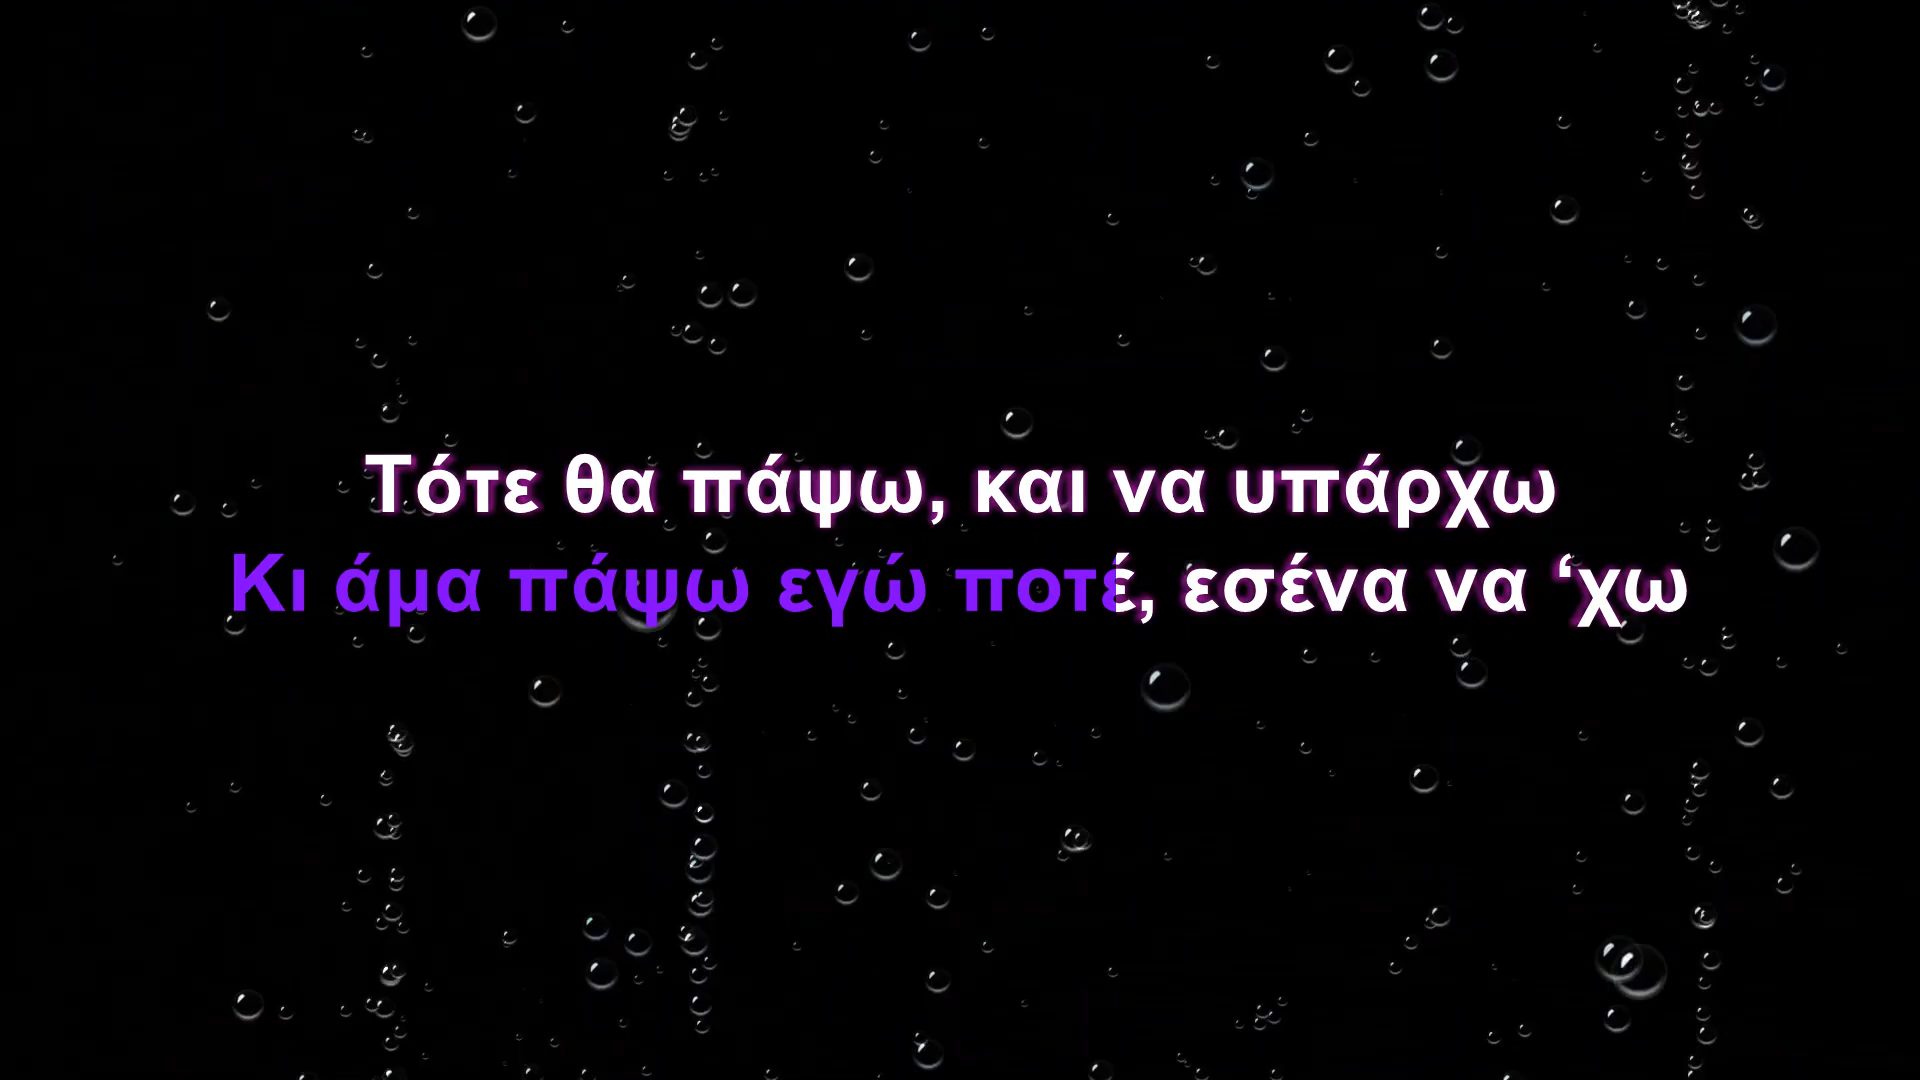 Τότε θα πάψω, και να υπάρχω
Κι άμα πάψω εγώ ποτέ, εσένα να ‘χω